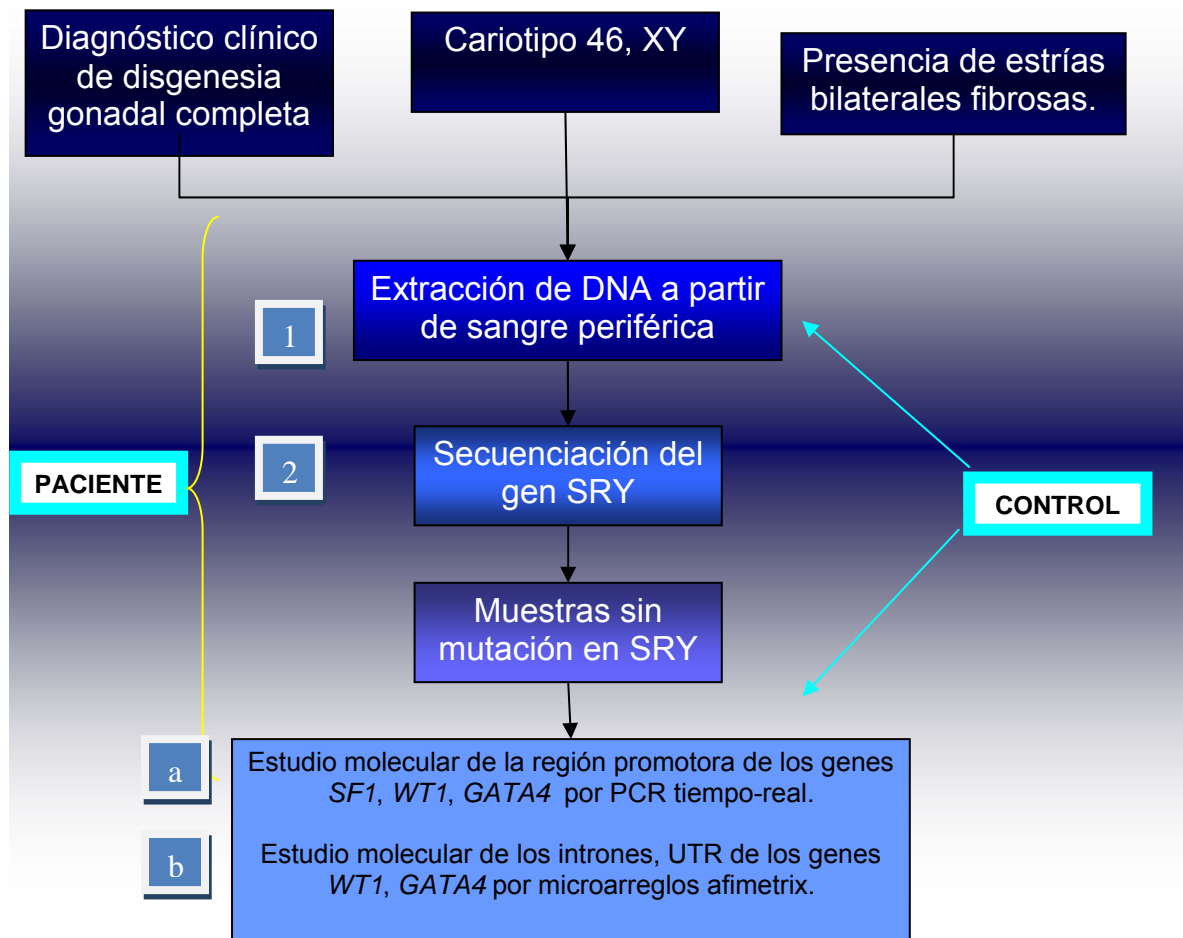 Diagnóstico clínico
de disgenesia
gonadal completa
Cariotipo 46, XY
Presencia de estrías
bilaterales fibrosas.
Extracción de DNA a partir
de sangre periférica
1
Secuenciación del
gen SRY
2
PACIENTE
CONTROL
Muestras sin
mutación en SRY
a
Estudio molecular de la región promotora de los genes
SF1, WT1, GATA4 por PCR tiempo-real.
b
Estudio molecular de los intrones, UTR de los genes
WT1, GATA4 por microarreglos afimetrix.